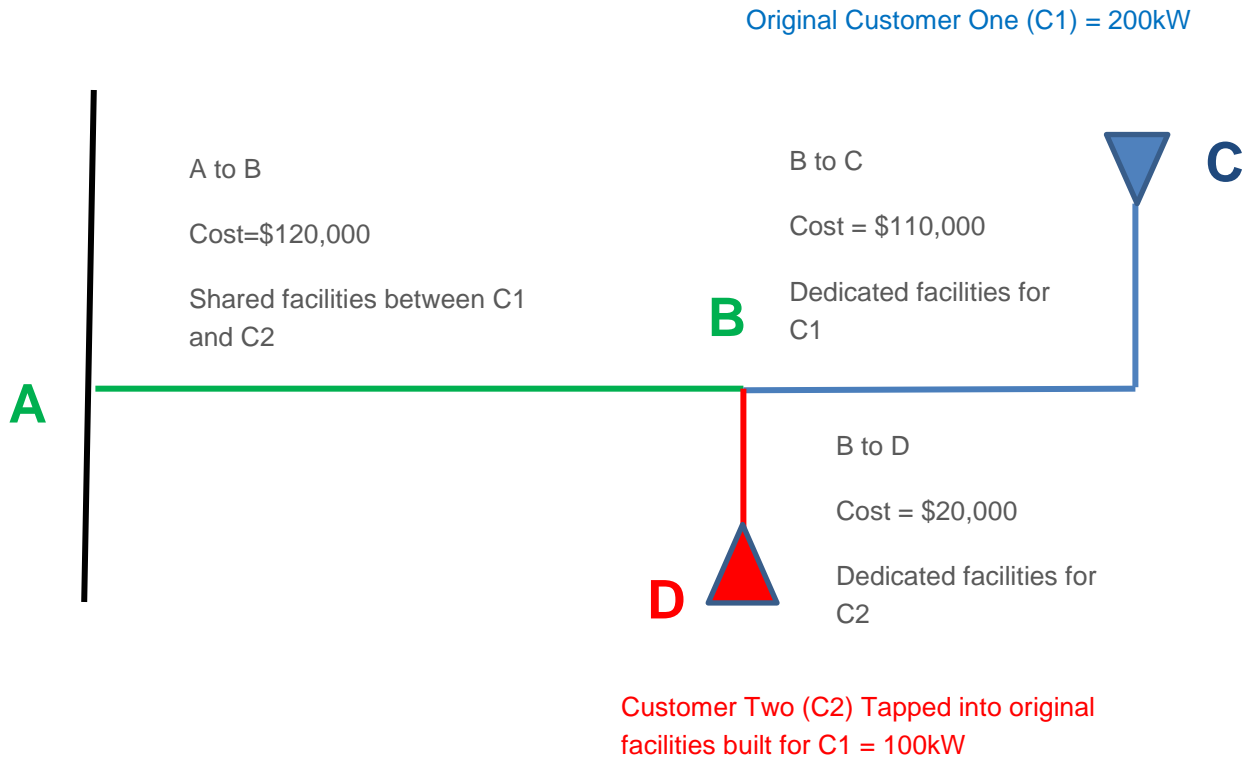 Original Customer One (C1) = 200kW
A to B
Cost=$120,000
Shared facilities between C1
and C2
B to C
Cost = $110,000
Dedicated facilities for
C1
C
B
A
B to D
Cost = $20,000
Dedicated facilities for
C2
D
Customer Two (C2) Tapped into original
facilities built for C1 = 100kW